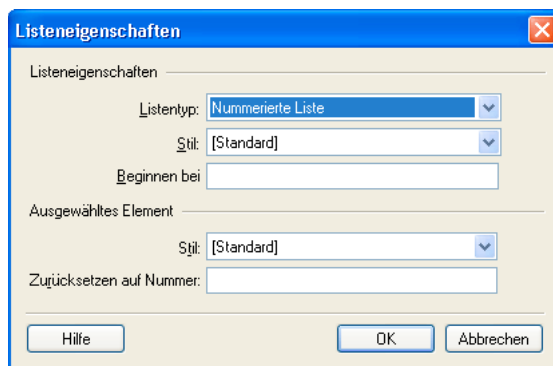 Listeneigenschaften
Listeneigenschaften
Listentyp: Nummerierte Liste
Stil: [Standard]
Beginnen bei
Ausgewähltes Element
Stil: [Standard]
Zurücksetzen auf Nummer:
Hilfe OK Abbrechen